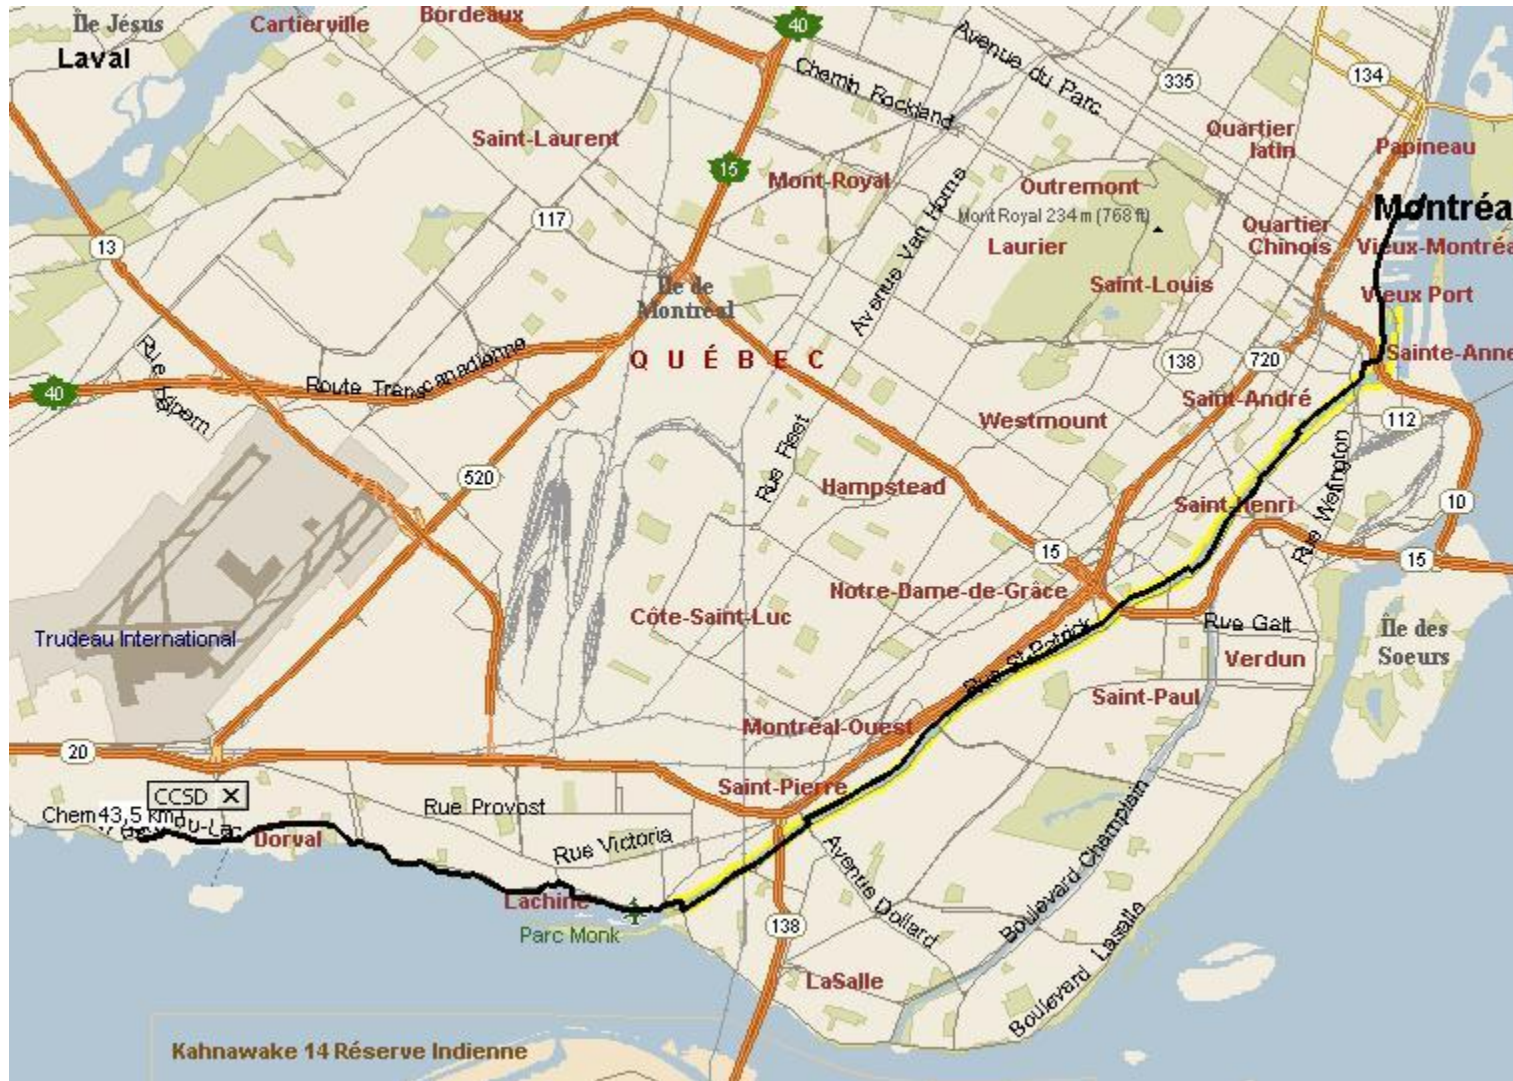 Île Jésus
Laval
Cartierville
Bordeaux
40
Avenue du Parc
Chemin Rockland
335
134
Quartier
latin
Papineau
Saint-Laurent
15
Mont-Royal
Outremont
Mont Royal 234 m (768 ft)
Laurier
Avenue Van Horne
Montréa
Quartier
Chinois
Vieux-Montréa
117
13
Île de
Montréal
Saint-Louis
Vieux Port
QUÉBEC
138
720
Sainte-Anne
Route Transcanadienne
40
Saint-André
Westmount
112
Rue Fleet
520
Hampstead
Saint-Henri
Rue Wellington
10
15
15
Notre-Dame-de-Grâce
Côte-Saint-Luc
Rue St-Patrick
Rue Galt
Île des
Soeurs
Trudeau International
Verdun
Saint-Paul
Montréal-Ouest
20
Saint-Pierre
CCSD X
Rue Provost
43,5 km
Dorval
Rue Victoria
Avenue Dollard
Boulevard Champlain
Lachine
Parc Monk
138
Boulevard Lasalle
LaSalle
Kahnawake 14 Réserve Indienne